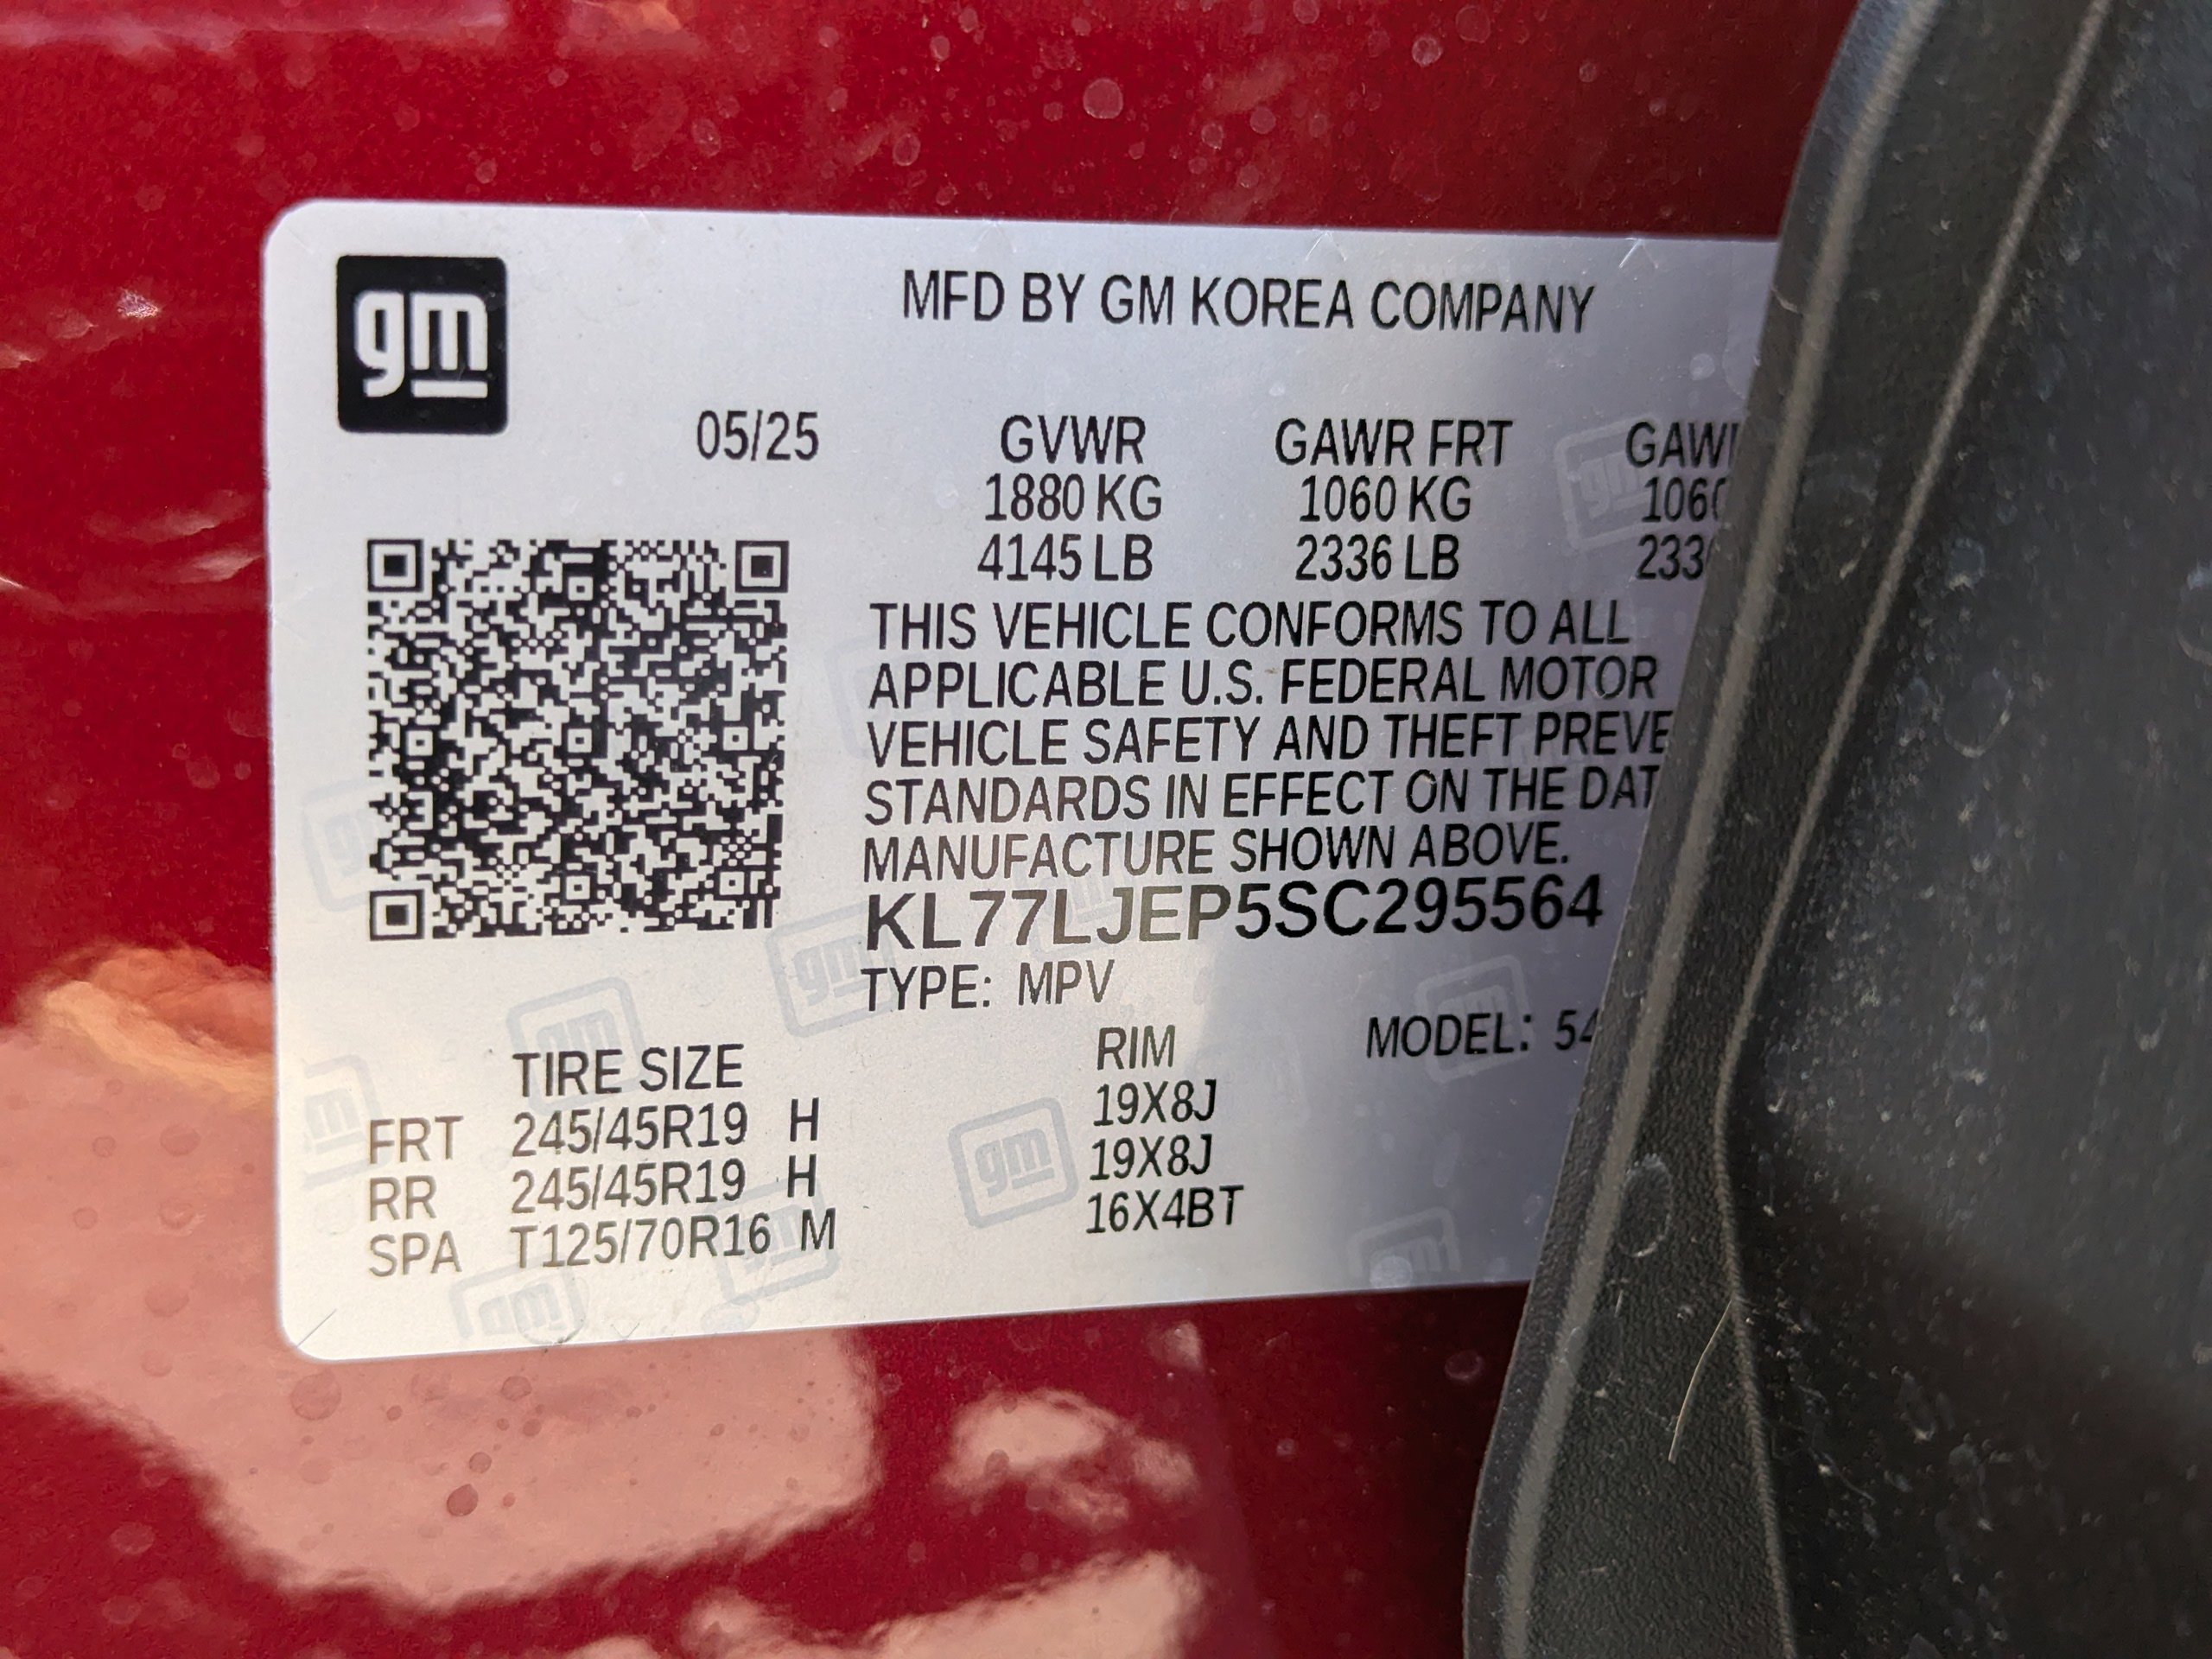 gm
MFD BY GM KOREA COMPANY
05/25 GVWR GAWR FRT
1880 KG 1060 KG
4145 LB 2336 LB
THIS VEHICLE CONFORMS TO ALL
APPLICABLE U.S. FEDERAL MOTOR
VEHICLE SAFETY AND THEFT PREVE
STANDARDS IN EFFECT ON THE DAT
MANUFACTURE SHOWN ABOVE.
KL77LJEP5SC295564
TYPE: MPV
MODEL: 54
TIRE SIZE RIM
FRT 245/45R19 H 19X8J
RR 245/45R19 H 19X8J
SPA T125/70R16 M 16X4BT